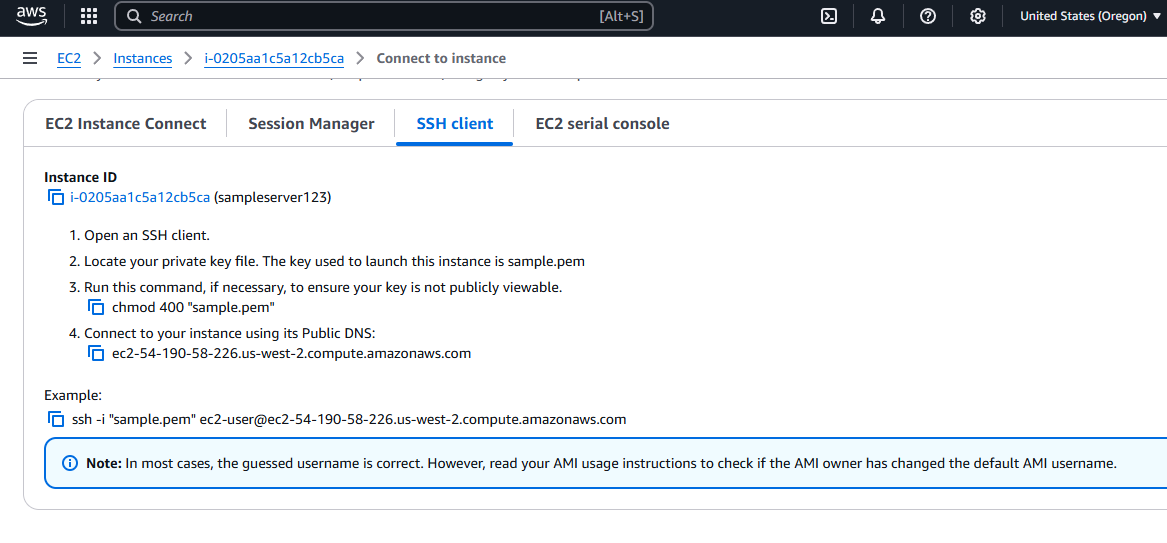 aws
Search [Alt+S] United States (Oregon)
EC2 Instances i-0205aa1c5a12cb5ca Connect to instance
EC2 Instance Connect Session Manager SSH client EC2 serial console
Instance ID
i-0205aa1c5a12cb5ca (sampleserver123)
1. Open an SSH client.
2. Locate your private key file. The key used to launch this instance is sample.pem
3. Run this command, if necessary, to ensure your key is not publicly viewable.
chmod 400 "sample.pem"
4. Connect to your instance using its Public DNS:
ec2-54-190-58-226.us-west-2.compute.amazonaws.com
Example:
ssh -i "sample.pem" ec2-user@ec2-54-190-58-226.us-west-2.compute.amazonaws.com
Note: In most cases, the guessed username is correct. However, read your AMI usage instructions to check if the AMI owner has changed the default AMI username.